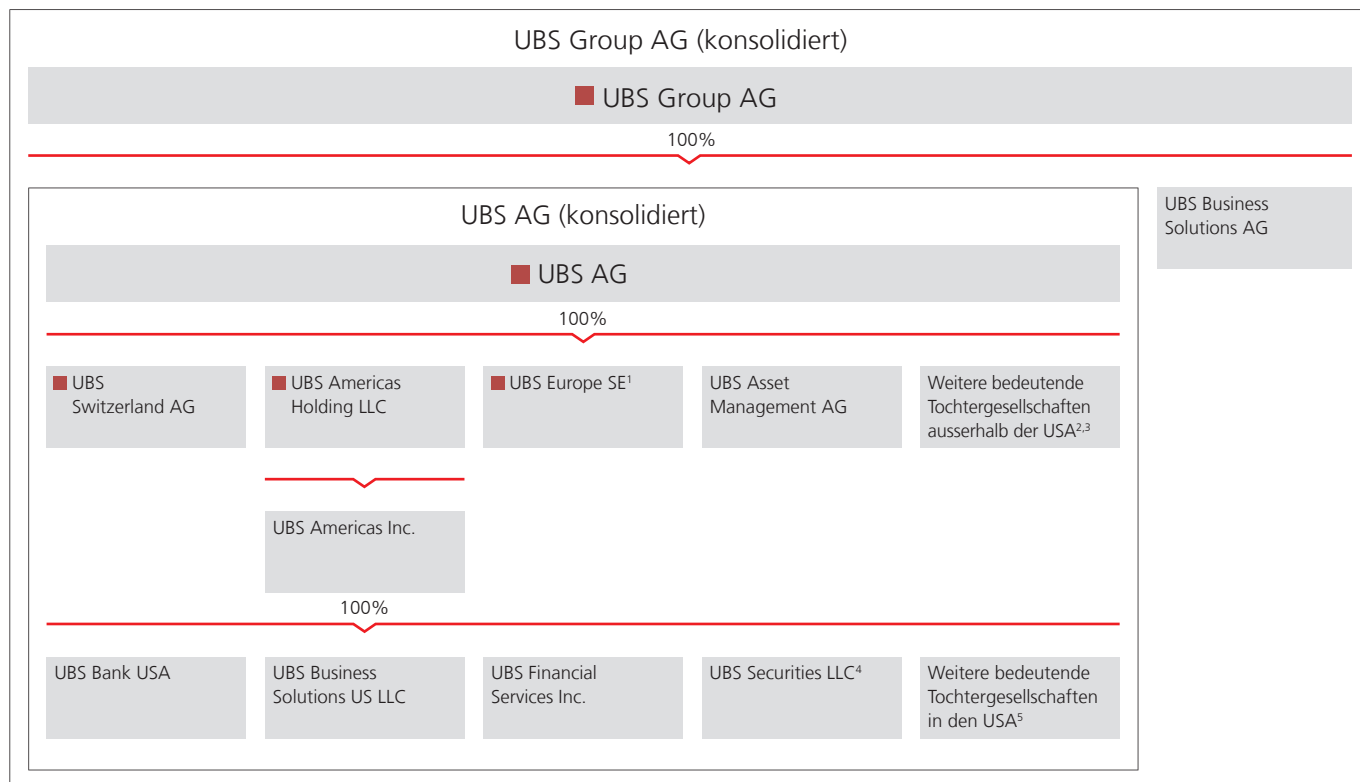 UBS Group AG (konsolidiert)
UBS Group AG
100%
UBS AG (konsolidiert)
UBS AG
100%
UBS Business
Solutions AG
UBS
Switzerland AG
UBS Americas
Holding LLC
UBS Europe SE¹
UBS Asset
Management AG
Weitere bedeutende
Tochtergesellschaften
ausserhalb der USA²,³
UBS Americas Inc.
100%
UBS Bank USA
UBS Business
Solutions US LLC
UBS Financial
Services Inc.
UBS Securities LLC⁴
Weitere bedeutende
Tochtergesellschaften
in den USA⁵